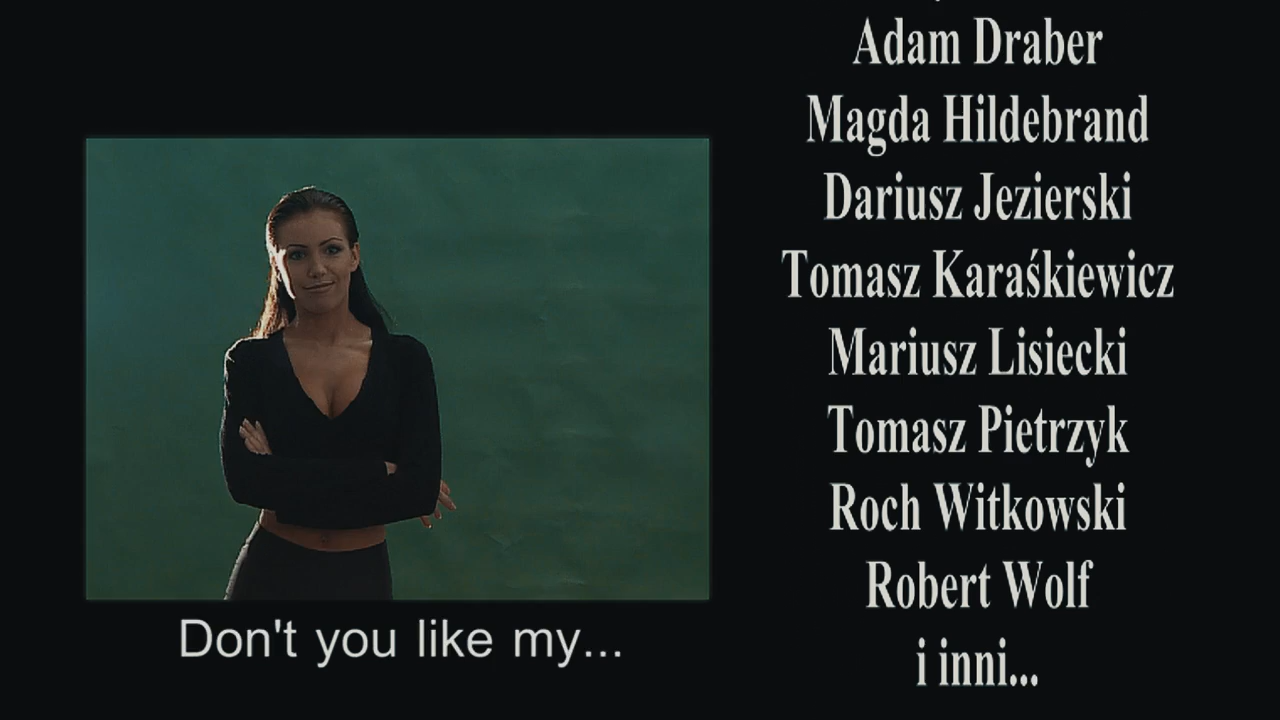 Adam Draber
Magda Hildebrand
Dariusz Jezierski
Tomasz Karaśkiewicz
Mariusz Lisiecki
Tomasz Pietrzyk
Roch Witkowski
Robert Wolf
i inni...
Don't you like my...